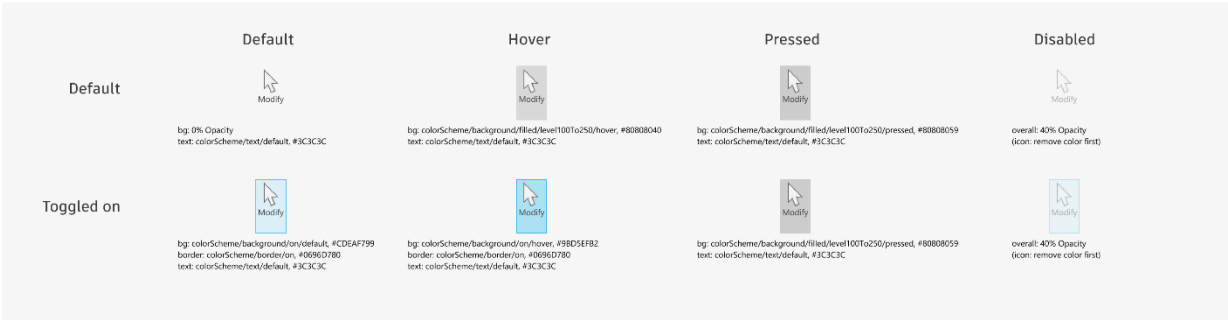 Default Hover Pressed Disabled
Default
Modify Modify Modify Modify
bg: 0% Opacity
text: colorScheme/text/default, #3C3C3C
bg: colorScheme/background/filled/level100To250/hover, #80808040
text: colorScheme/text/default, #3C3C3C
bg: colorScheme/background/filled/level100To250/pressed, #80808059
text: colorScheme/text/default, #3C3C3C
overall: 40% Opacity
(icon: remove color first)
Toggled on
Modify Modify Modify Modify
bg: colorScheme/background/on/default, #CDEAF799
border: colorScheme/border/on, #0696D780
text: colorScheme/text/default, #3C3C3C
bg: colorScheme/background/on/hover, #9BD5EFB2
border: colorScheme/border/on, #0696D780
text: colorScheme/text/default, #3C3C3C
bg: colorScheme/background/filled/level100To250/pressed, #80808059
text: colorScheme/text/default, #3C3C3C
overall: 40% Opacity
(icon: remove color first)